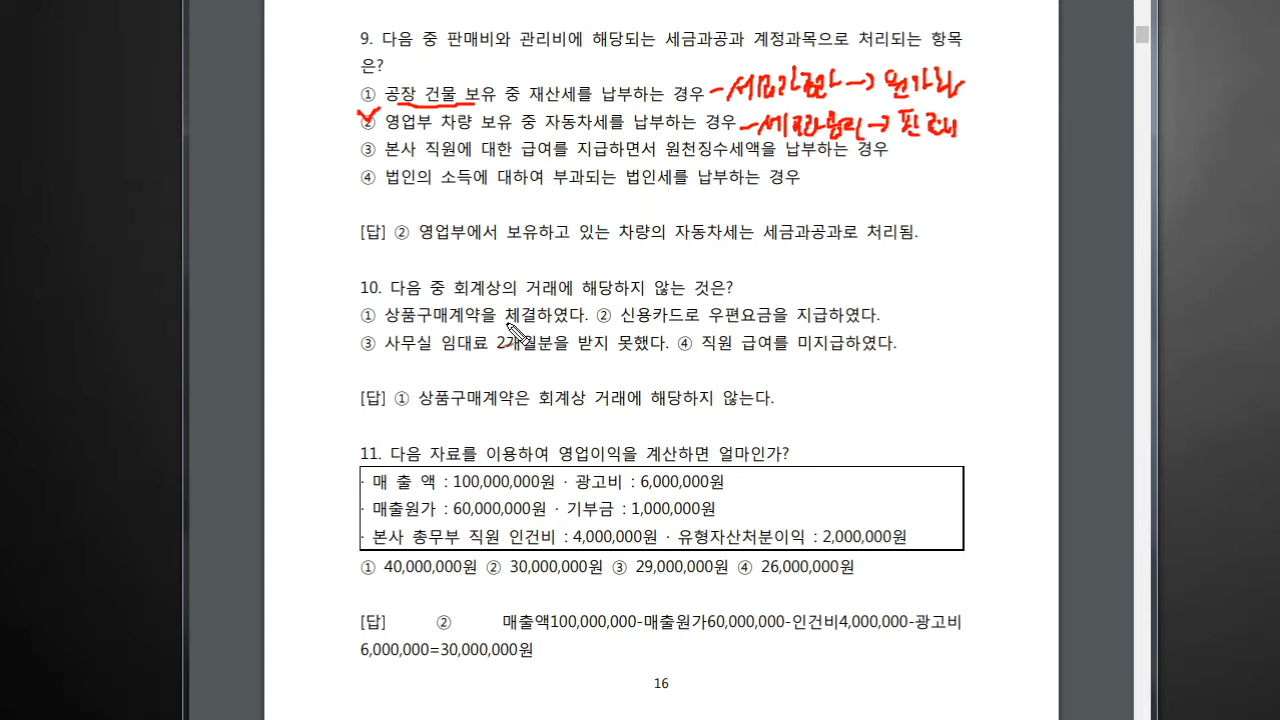 9. 다음 중 판매비와 관리비에 해당되는 세금과공과 계정과목으로 처리되는 항목
은?
① 공장 건물 보유 중 재산세를 납부하는 경우 - 세금과공과 → 원가화
② 영업부 차량 보유 중 자동차세를 납부하는 경우 - → 판관비
③ 본사 직원에 대한 급여를 지급하면서 원천징수세액을 납부하는 경우
④ 법인의 소득에 대하여 부과되는 법인세를 납부하는 경우
[답] ② 영업부에서 보유하고 있는 차량의 자동차세는 세금과공과로 처리됨.
10. 다음 중 회계상의 거래에 해당하지 않는 것은?
① 상품구매계약을 체결하였다. ② 신용카드로 우편요금을 지급하였다.
③ 사무실 임대료 2개월분을 받지 못했다. ④ 직원 급여를 미지급하였다.
[답] ① 상품구매계약은 회계상 거래에 해당하지 않는다.
11. 다음 자료를 이용하여 영업이익을 계산하면 얼마인가?
· 매 출 액 : 100,000,000원 · 광고비 : 6,000,000원
· 매출원가 : 60,000,000원 · 기부금 : 1,000,000원
· 본사 총무부 직원 인건비 : 4,000,000원 · 유형자산처분이익 : 2,000,000원
① 40,000,000원 ② 30,000,000원 ③ 29,000,000원 ④ 26,000,000원
[답] ② 매출액100,000,000-매출원가60,000,000-인건비4,000,000-광고비
6,000,000=30,000,000원
16